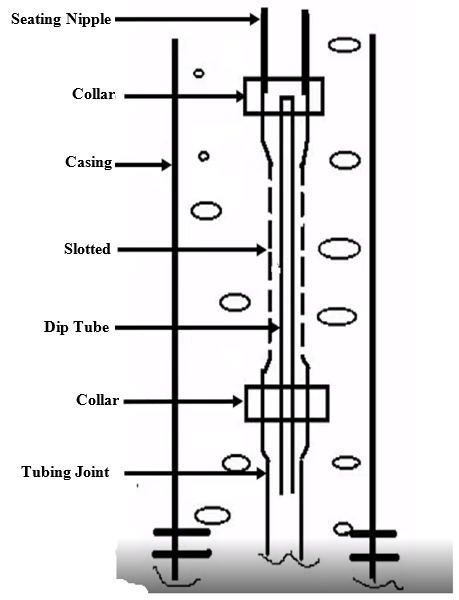 Seating Nipple
Collar
Casing
Slotted
Dip Tube
Collar
Tubing Joint